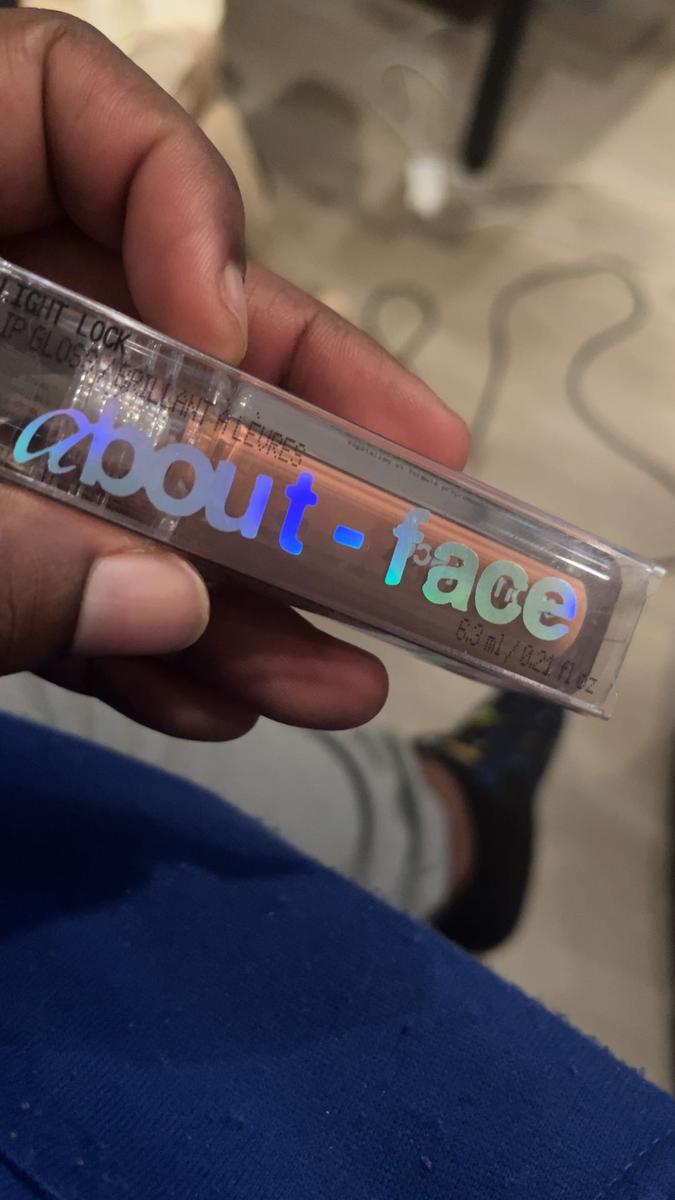 LIGHT LOCK
LIP GLOSS / BRILLANT À LÈVRES
about-face
6.3 ml / 0.21 fl oz